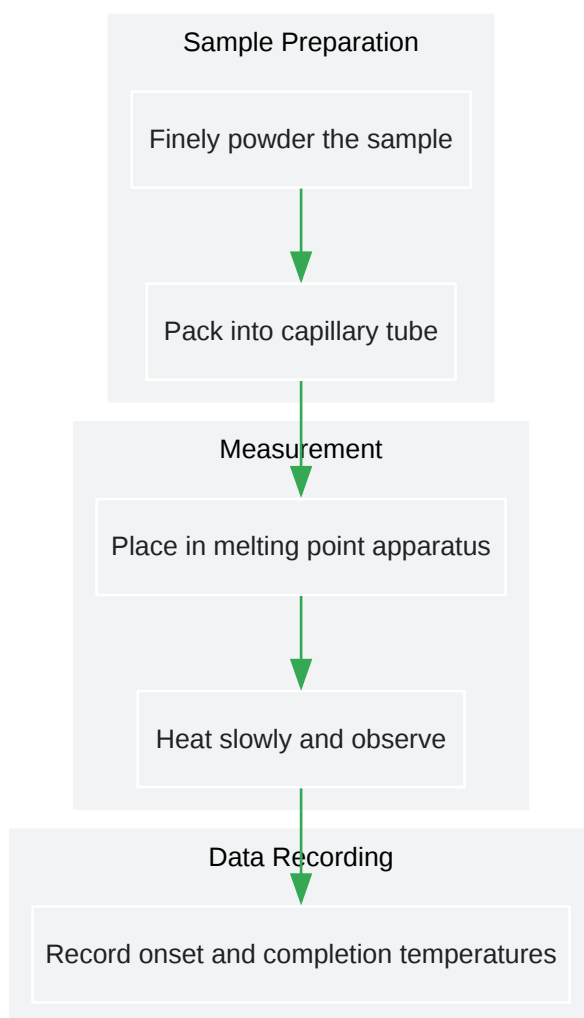 Sample Preparation
Finely powder the sample
Pack into capillary tube
Measurement
Place in melting point apparatus
Heat slowly and observe
Data Recording
Record onset and completion temperatures